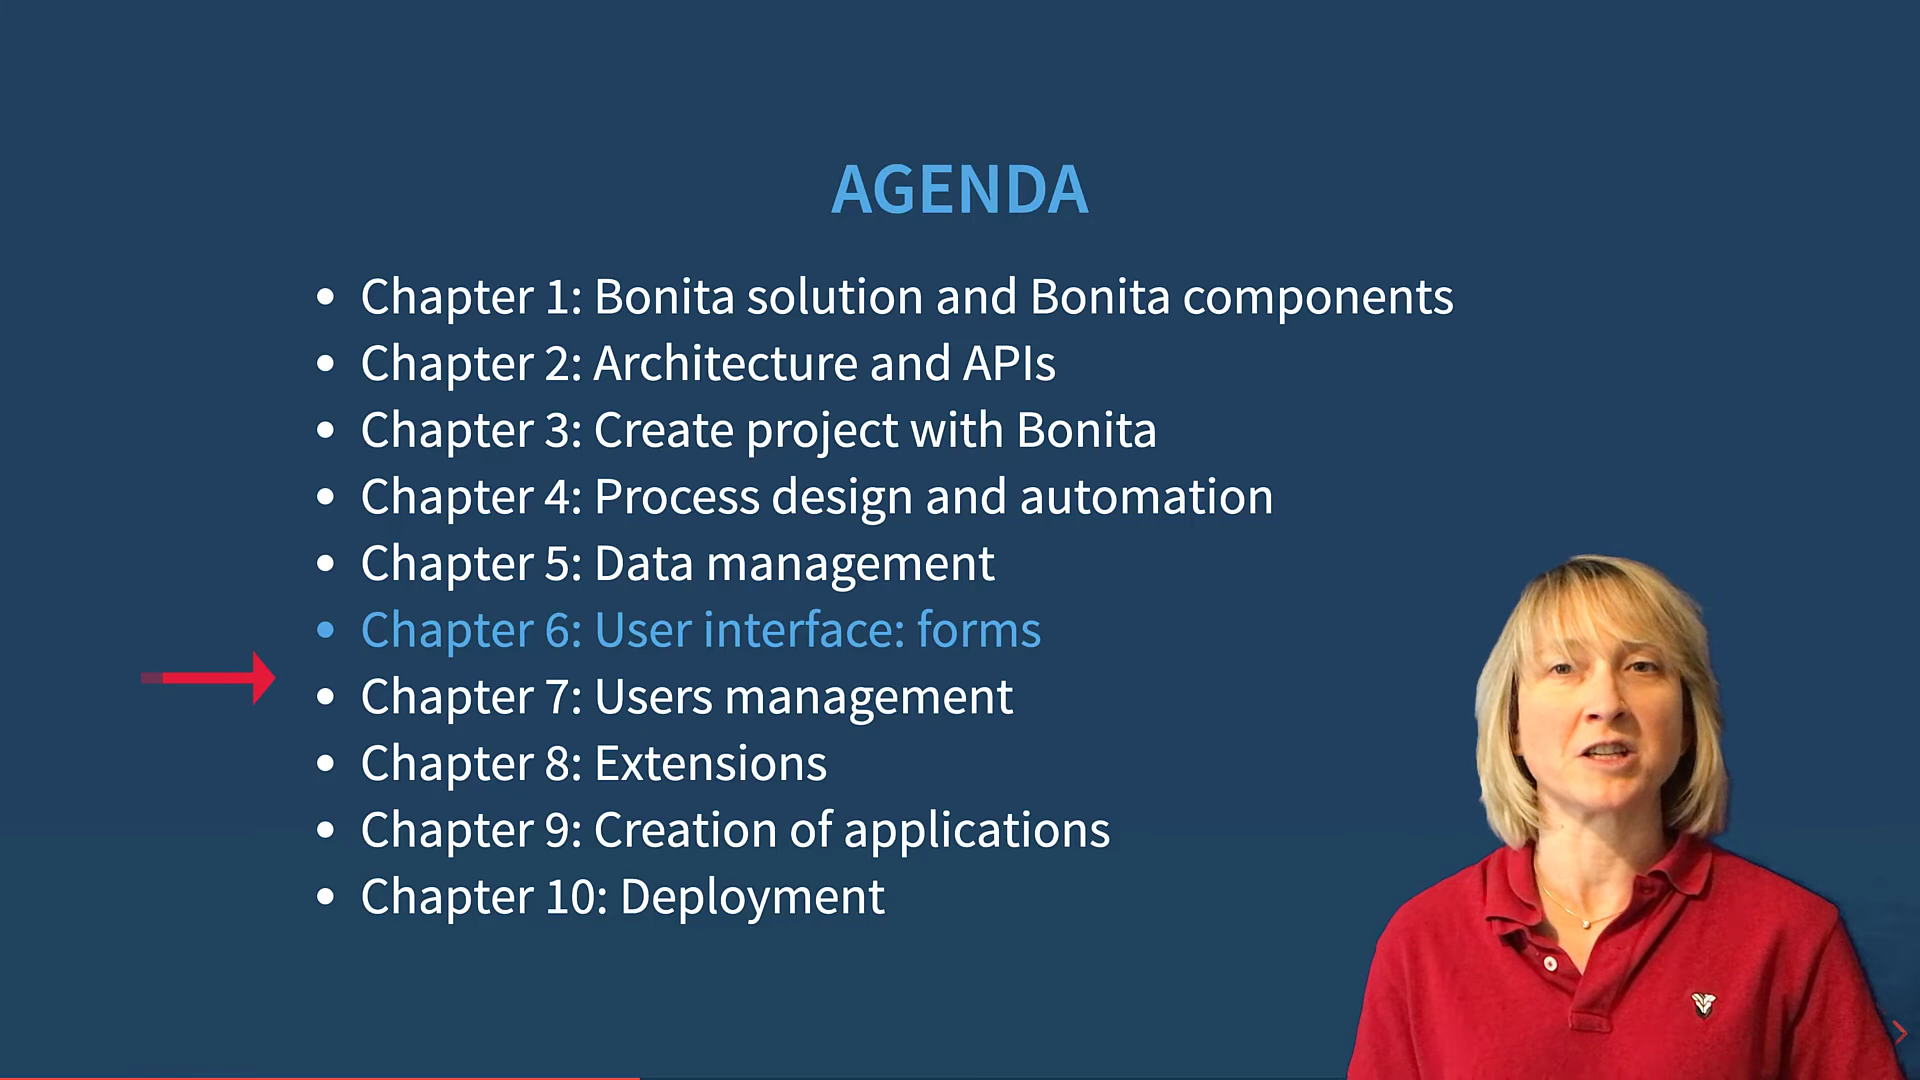 AGENDA
Chapter 1: Bonita solution and Bonita components
Chapter 2: Architecture and APIs
Chapter 3: Create project with Bonita
Chapter 4: Process design and automation
Chapter 5: Data management
Chapter 6: User interface: forms
Chapter 7: Users management
Chapter 8: Extensions
Chapter 9: Creation of applications
Chapter 10: Deployment